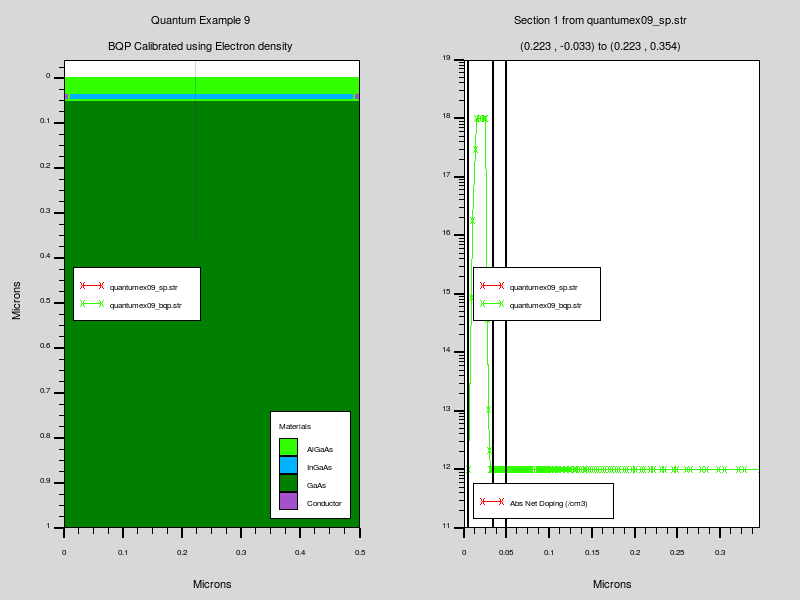 Quantum Example 9
BQP Calibrated using Electron density
Microns
0
0.1
0.2
0.3
0.4
0.5
0.6
0.7
0.8
0.9
1
quantumex09_sp.str
quantumex09_bqp.str
Materials
AlGaAs
InGaAs
GaAs
Conductor
0
0.1
0.2
0.3
0.4
0.5
Microns
Section 1 from quantumex09_sp.str
(0.223 , -0.033) to (0.223 , 0.354)
19
18
17
16
15
14
13
12
11
quantumex09_sp.str
quantumex09_bqp.str
Abs Net Doping (/cm3)
0
0.05
0.1
0.15
0.2
0.25
0.3
Microns